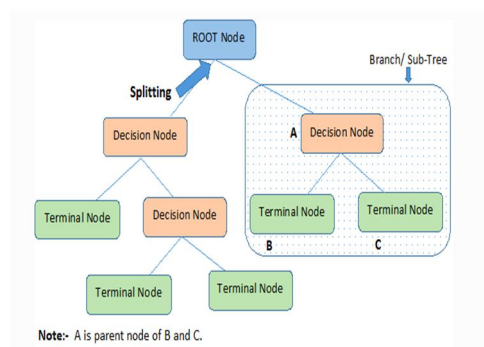 ROOT Node
Branch/ Sub-Tree
Splitting
Decision Node
A
Decision Node
Terminal Node
Decision Node
Terminal Node
Terminal Node
B
C
Terminal Node
Terminal Node
Note:- A is parent node of B and C.